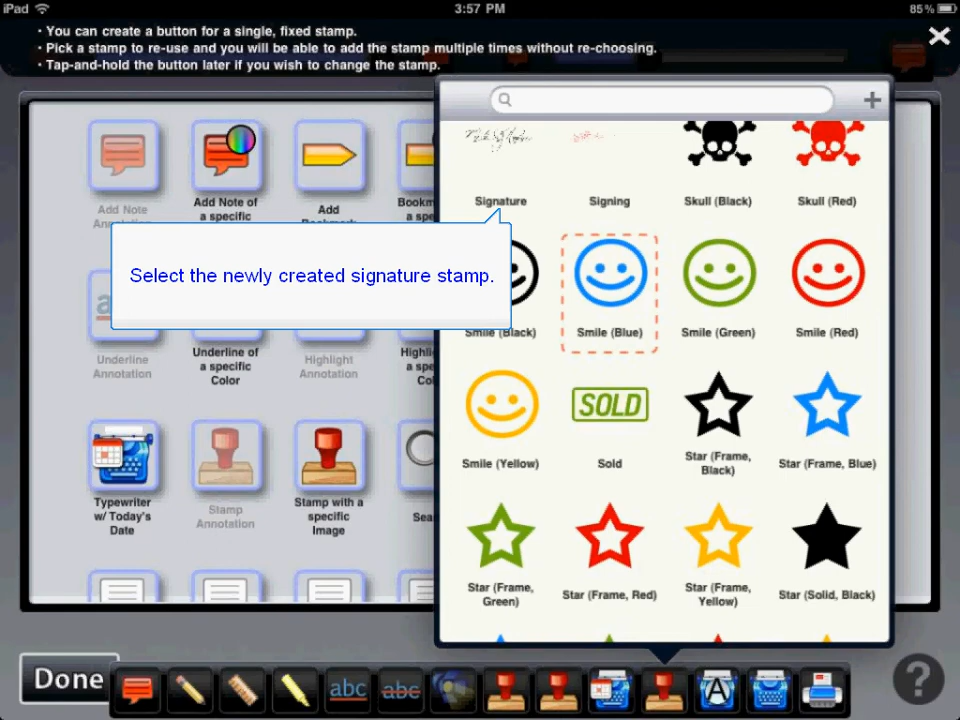 iPad
3:57 PM
85%
• You can create a button for a single, fixed stamp.
• Pick a stamp to re-use and you will be able to add the stamp multiple times without re-choosing.
• Tap-and-hold the button later if you wish to change the stamp.
Add Note
Add Note of
a specific
Add
Signature
Signing
Skull (Black)
Skull (Red)
Select the newly created signature stamp.
Smile (Black)
Smile (Blue)
Smile (Green)
Smile (Red)
Underline
Annotation
Underline of
a specific
Color
Highlight
Annotation
SOLD
Smile (Yellow)
Sold
Star (Frame,
Black)
Star (Frame, Blue)
Typewriter
w/ Today's
Date
Stamp
Annotation
Stamp with a
specific
Image
Star (Frame,
Green)
Star (Frame, Red)
Star (Frame,
Yellow)
Star (Solid, Black)
Done
abc
abc
A
?